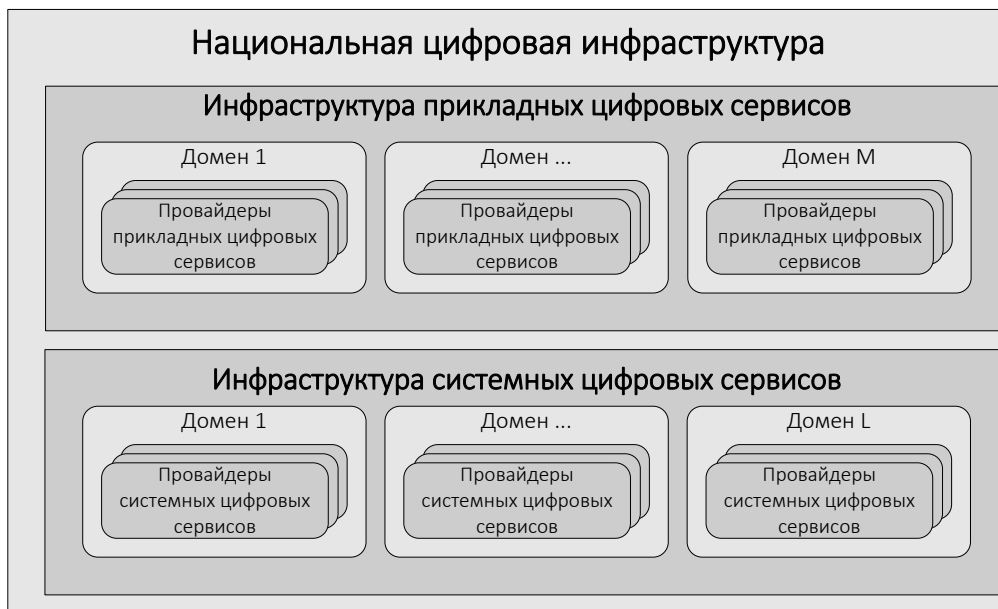 Национальная цифровая инфраструктура
Инфраструктура прикладных цифровых сервисов
Домен 1
Провайдеры
прикладных цифровых
сервисов
Домен ...
Провайдеры
прикладных цифровых
сервисов
Домен M
Провайдеры
прикладных цифровых
сервисов
Инфраструктура системных цифровых сервисов
Домен 1
Провайдеры
системных цифровых
сервисов
Домен ...
Провайдеры
системных цифровых
сервисов
Домен L
Провайдеры
системных цифровых
сервисов